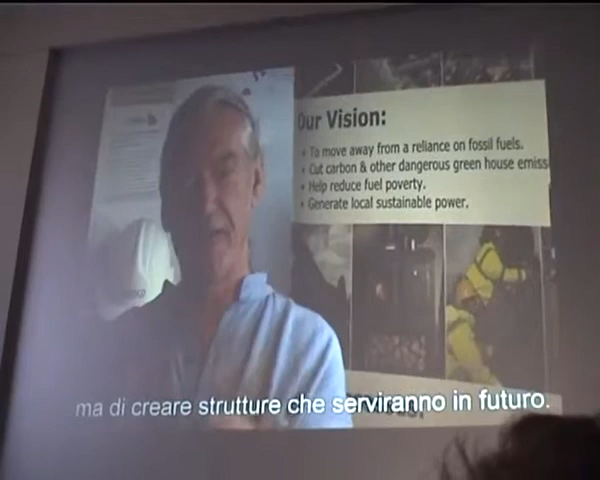 Our Vision:
• To move away from a reliance on fossil fuels.
• Cut carbon & other dangerous green house emiss
• Help reduce fuel poverty.
• Generate local sustainable power.
ma di creare strutture che serviranno in futuro.